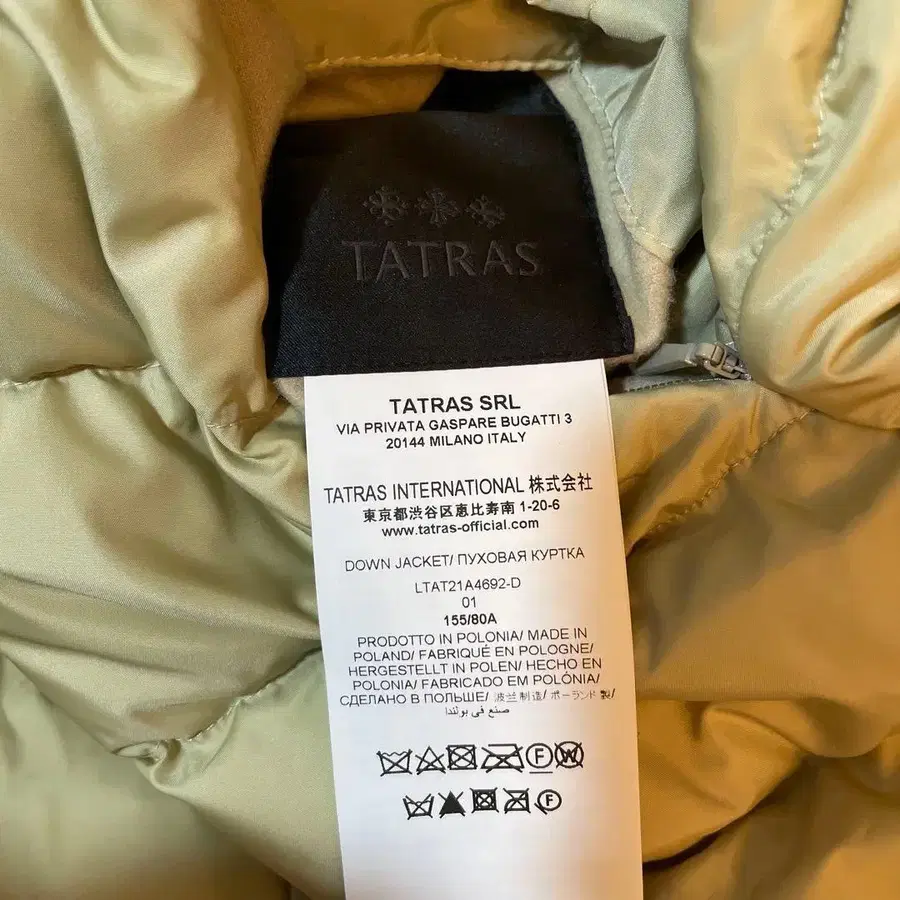 TATRAS
TATRAS SRL
VIA PRIVATA GASPARE BUGATTI 3
20144 MILANO ITALY
TATRAS INTERNATIONAL 株式会社
東京都渋谷区恵比寿南 1-20-6
www.tatras-official.com
DOWN JACKET/ ПУХОВАЯ КУРТКА
LTAT21A4692-D
01
155/80A
PRODOTTO IN POLONIA/ MADE IN
POLAND/ FABRIQUÉ EN POLOGNE/
HERGESTELLT IN POLEN/ HECHO EN
POLONIA/ FABRICADO EM POLÓNIA/
СДЕЛАНО В ПОЛЬШЕ/ 波兰制造/ ポーランド 製/
صنع في بولندا
F W
F